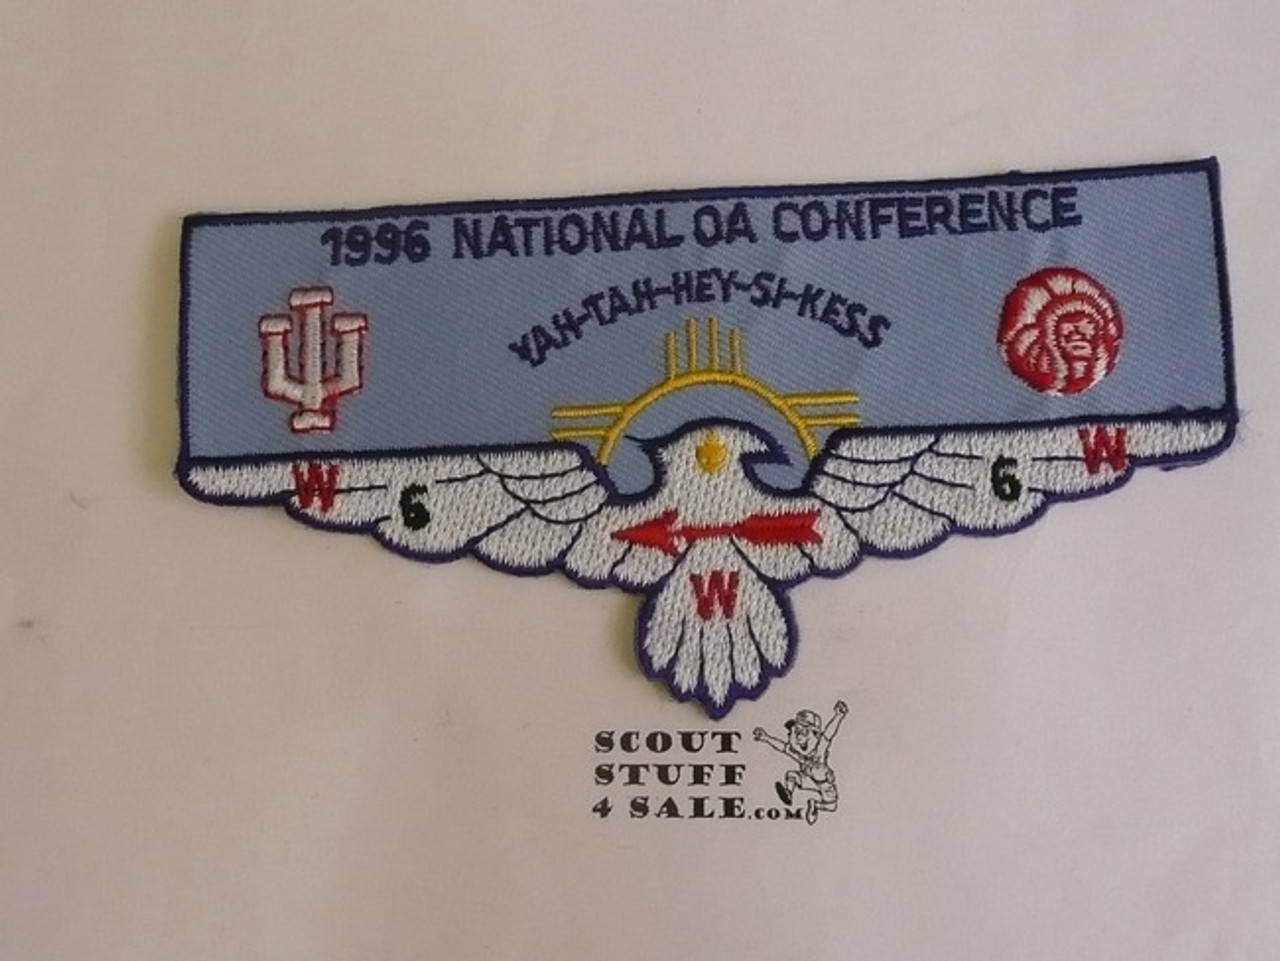 1996 NATIONAL OA CONFERENCE
YAH-TAH-HEY-SI-KESS
W 6 6 W
W
SCOUT
STUFF
4 SALE.COM